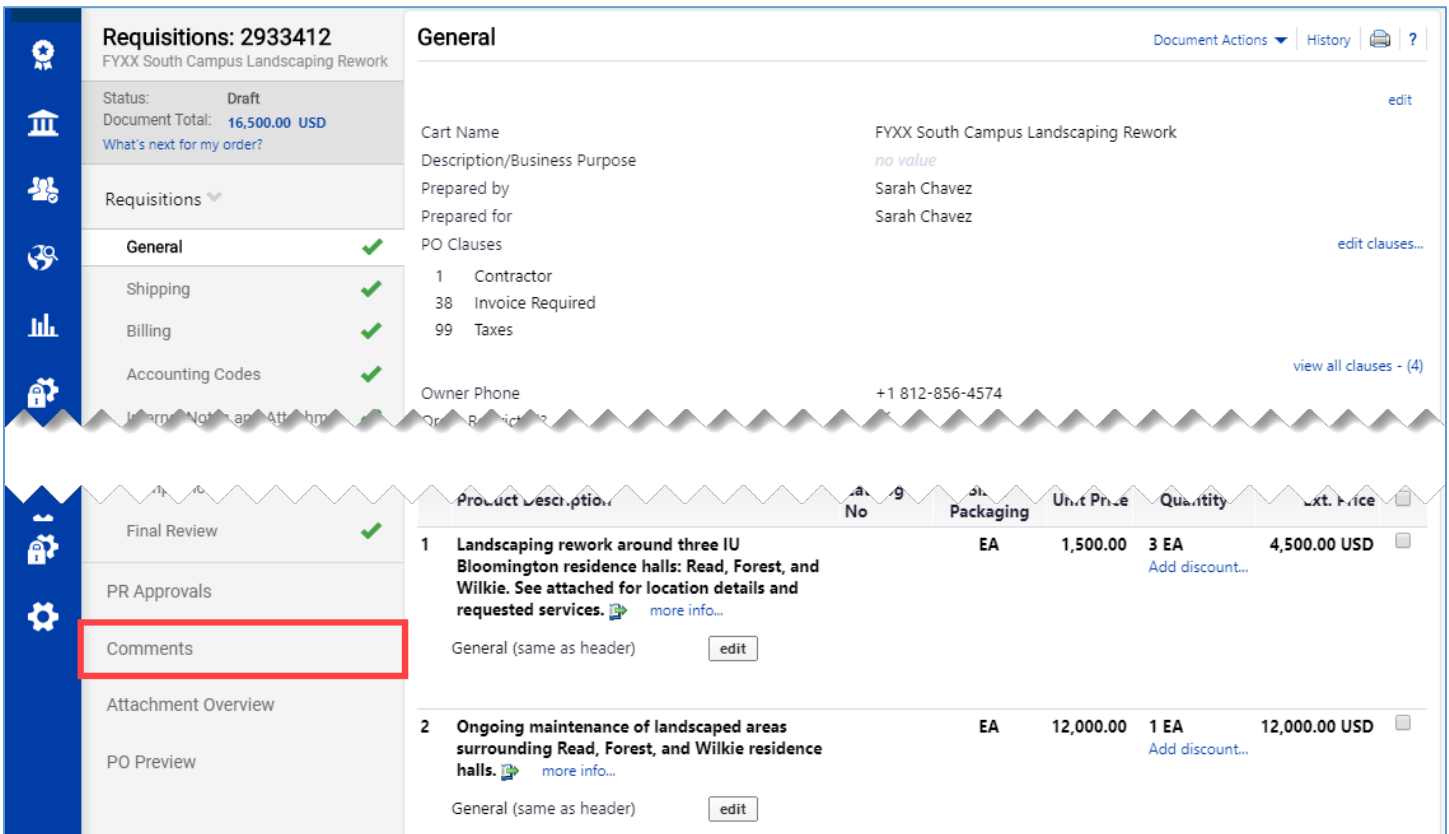 Requisitions: 2933412
FYXX South Campus Landscaping Rework
Status: Draft
Document Total: 16,500.00 USD
What's next for my order?
Requisitions
General
Shipping
Billing
Accounting Codes
General
Document Actions History ?
edit
Cart Name FYXX South Campus Landscaping Rework
Description/Business Purpose no value
Prepared by Sarah Chavez
Prepared for Sarah Chavez
PO Clauses edit clauses...
1 Contractor
38 Invoice Required
99 Taxes
view all clauses - (4)
Owner Phone +1 812-856-4574
Final Review
PR Approvals
Comments
Attachment Overview
PO Preview
Product Description Unit Price Quantity Ext. Price
No Packaging
1 Landscaping rework around three IU EA 1,500.00 3 EA 4,500.00 USD
Bloomington residence halls: Read, Forest, and Add discount...
Wilkie. See attached for location details and
requested services. more info...
General (same as header) edit
2 Ongoing maintenance of landscaped areas EA 12,000.00 1 EA 12,000.00 USD
surrounding Read, Forest, and Wilkie residence Add discount...
halls. more info...
General (same as header) edit